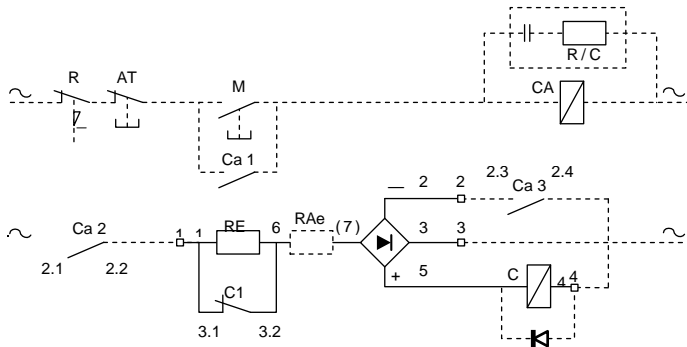 R / C
R AT M CA
Ca 1
2 2 2.3 Ca 3 2.4
Ca 2 1 1 RE 6 RAe (7) 3 3
2.1 2.2
+ 5 C 4 4
C1
3.1 3.2